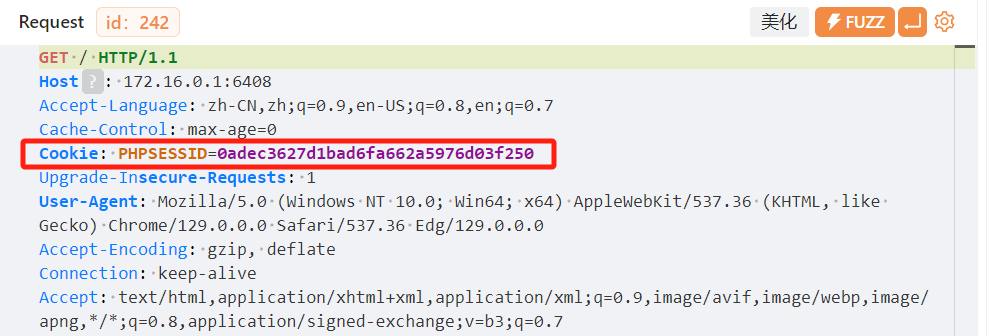 Request id: 242 美化 FUZZ
GET / HTTP/1.1
Host ? : 172.16.0.1:6408
Accept-Language: zh-CN,zh;q=0.9,en-US;q=0.8,en;q=0.7
Cache-Control: max-age=0
Cookie: PHPSESSID=0adec3627d1bad6fa662a5976d03f250
Upgrade-Insecure-Requests: 1
User-Agent: Mozilla/5.0 (Windows NT 10.0; Win64; x64) AppleWebKit/537.36 (KHTML, like
Gecko) Chrome/129.0.0.0 Safari/537.36 Edg/129.0.0.0
Accept-Encoding: gzip, deflate
Connection: keep-alive
Accept: text/html,application/xhtml+xml,application/xml;q=0.9,image/avif,image/webp,image/
apng,*/*;q=0.8,application/signed-exchange;v=b3;q=0.7